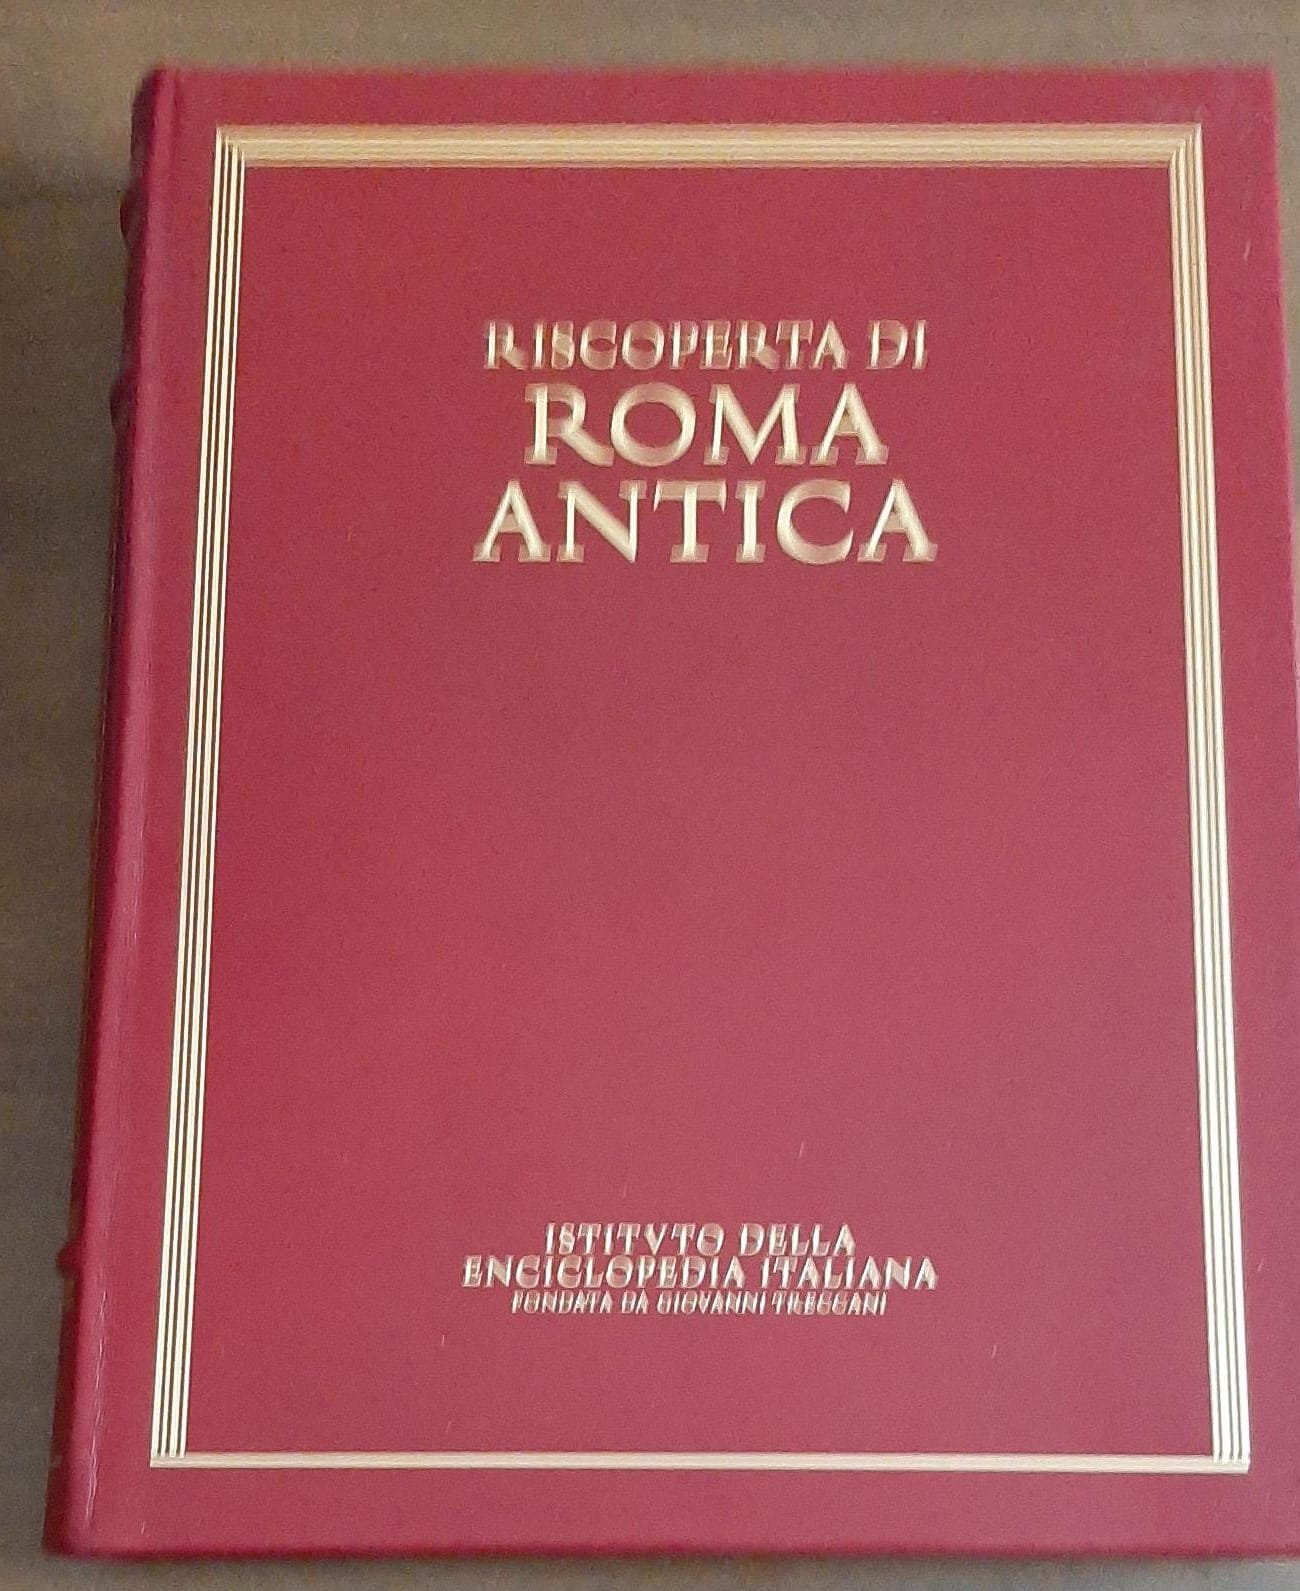 RISCOPERTA DI
ROMA
ANTICA
ISTITVTO DELLA
ENCICLOPEDIA ITALIANA
FONDATA DA GIOVANNI TRECCANI